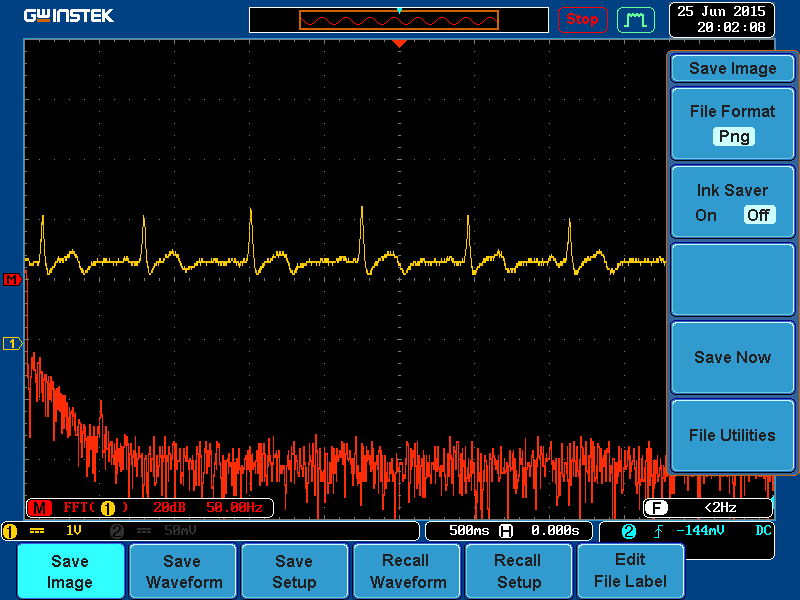 GWINSTEK
Stop
25 Jun 2015
20:02:08
Save Image
File Format
Png
Ink Saver
On Off
Save Now
File Utilities
M
1
M FFT( 1 ) 20dB 50.00Hz
F <2Hz
1 1V 2 50mV
500ms H 0.000s
2 -144mV DC
Save
Image
Save
Waveform
Save
Setup
Recall
Waveform
Recall
Setup
Edit
File Label